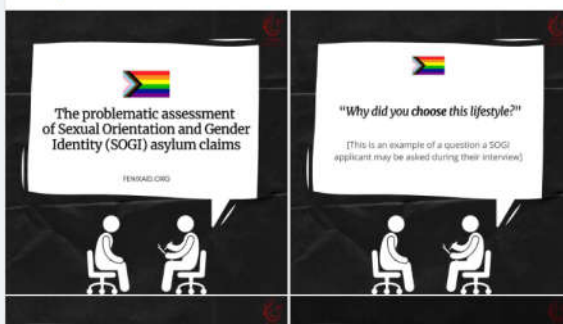 The problematic assessment
of Sexual Orientation and Gender
Identity (SOGI) asylum claims
FENIXAID.ORG
“Why did you choose this lifestyle?”
[This is an example of a question a SOGI
applicant may be asked during their interview]